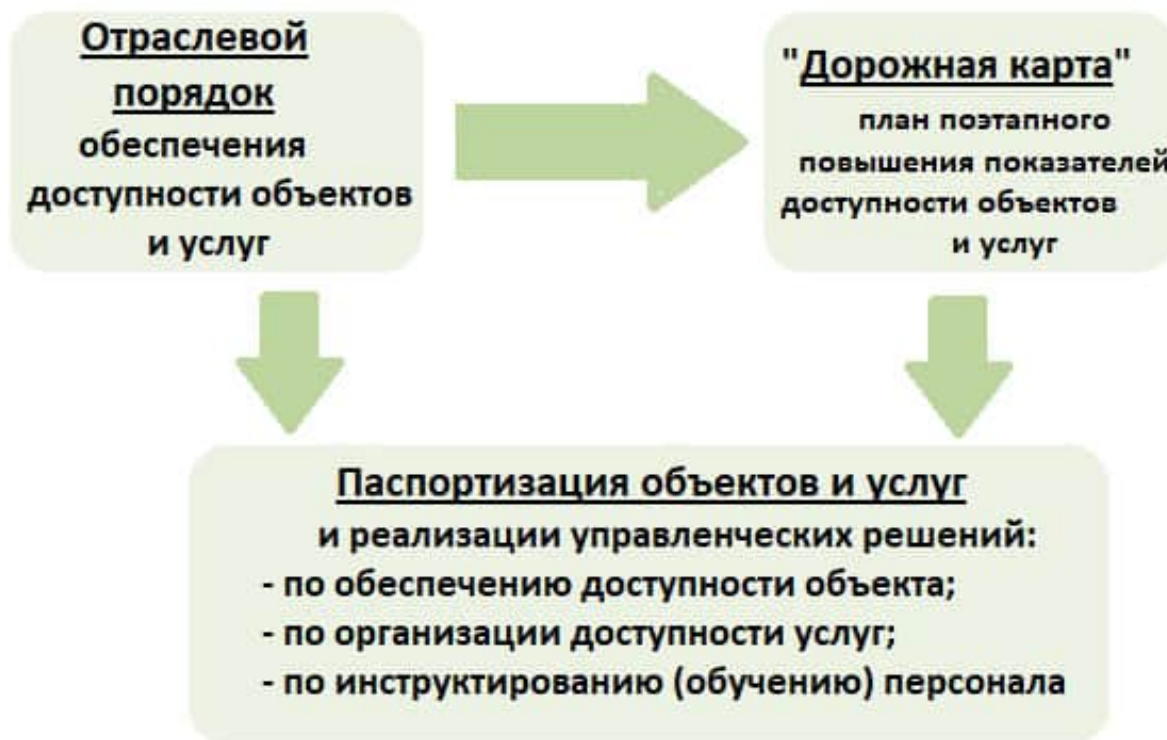 Отраслевой
порядок
обеспечения
доступности объектов
и услуг
"Дорожная карта"
план поэтапного
повышения показателей
доступности объектов
и услуг
Паспортизация объектов и услуг
и реализации управленческих решений:
- по обеспечению доступности объекта;
- по организации доступности услуг;
- по инструктированию (обучению) персонала